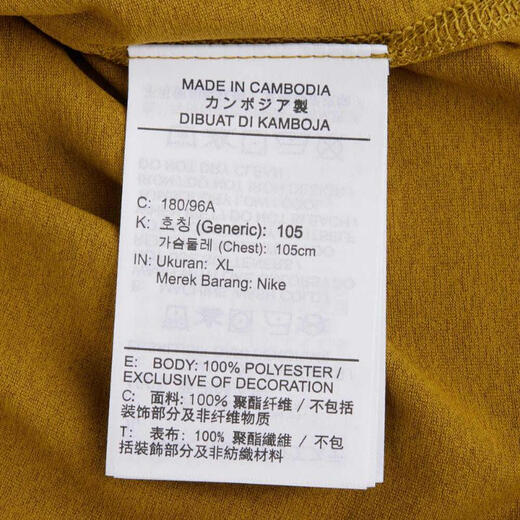 MADE IN CAMBODIA
カンボジア製
DIBUAT DI KAMBOJA
C: 180/96A
K: 호칭 (Generic): 105
가슴둘레 (Chest): 105cm
IN: Ukuran: XL
Merek Barang: Nike
E: BODY: 100% POLYESTER /
EXCLUSIVE OF DECORATION
C: 面料: 100% 聚酯纤维 / 不包括
装饰部分及非纤维物质
T: 表布: 100% 聚酯纖維 / 不包
括裝飾部分及非紡織材料